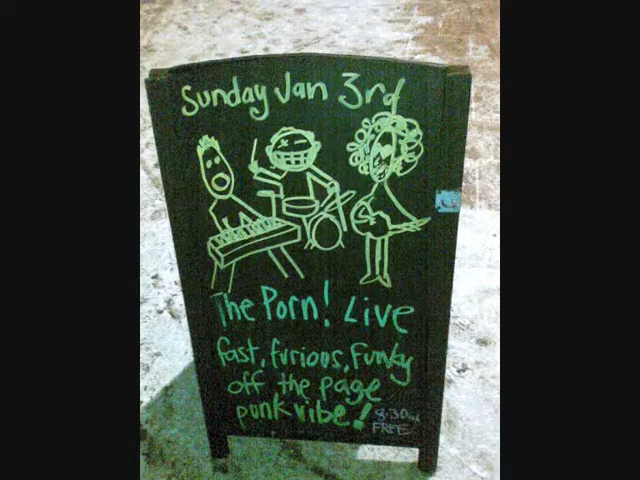 Sunday Jan 3rd
The Porn! Live
fast, furious, Funky
off the page
punk vibe!
8:30
FREE